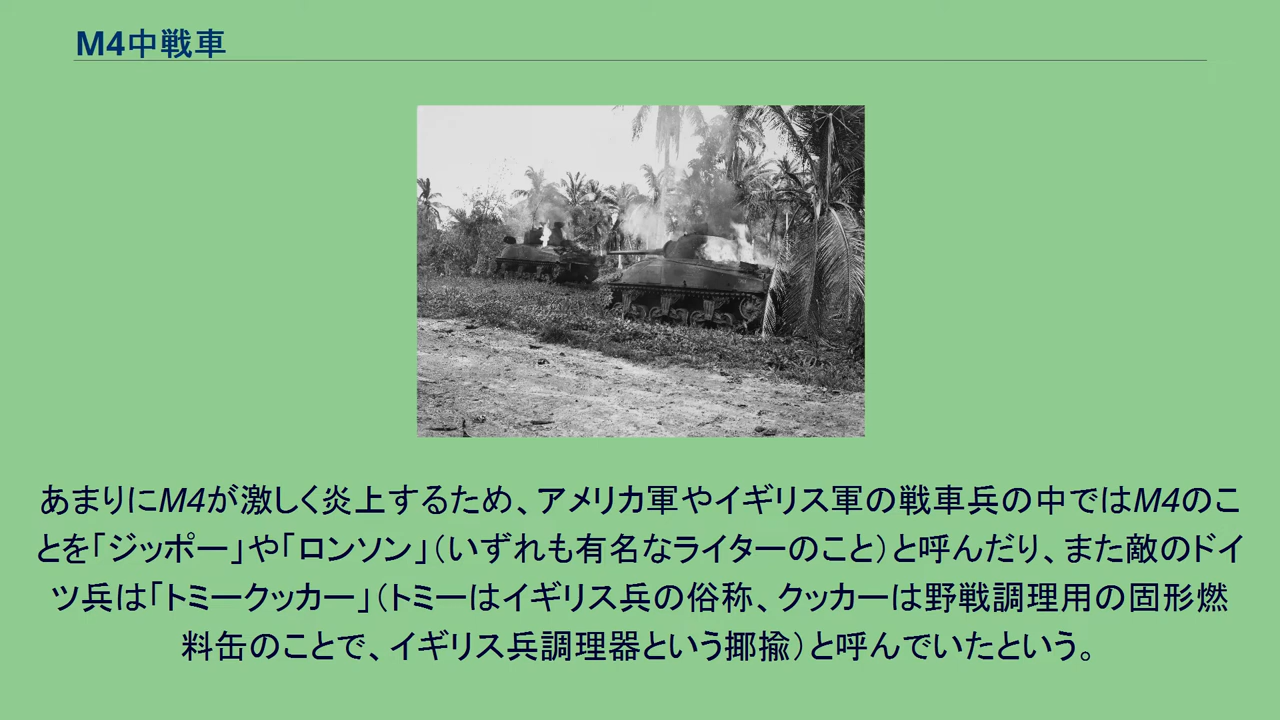 M4中戦車
あまりにM4が激しく炎上するため、アメリカ軍やイギリス軍の戦車兵の中ではM4のこ
とを「ジッポー」や「ロンソン」（いずれも有名なライターのこと）と呼んだり、また敵のドイ
ツ兵は「トミークッカー」（トミーはイギリス兵の俗称、クッカーは野戦調理用の固形燃
料缶のことで、イギリス兵調理器という揶揄）と呼んでいたという。